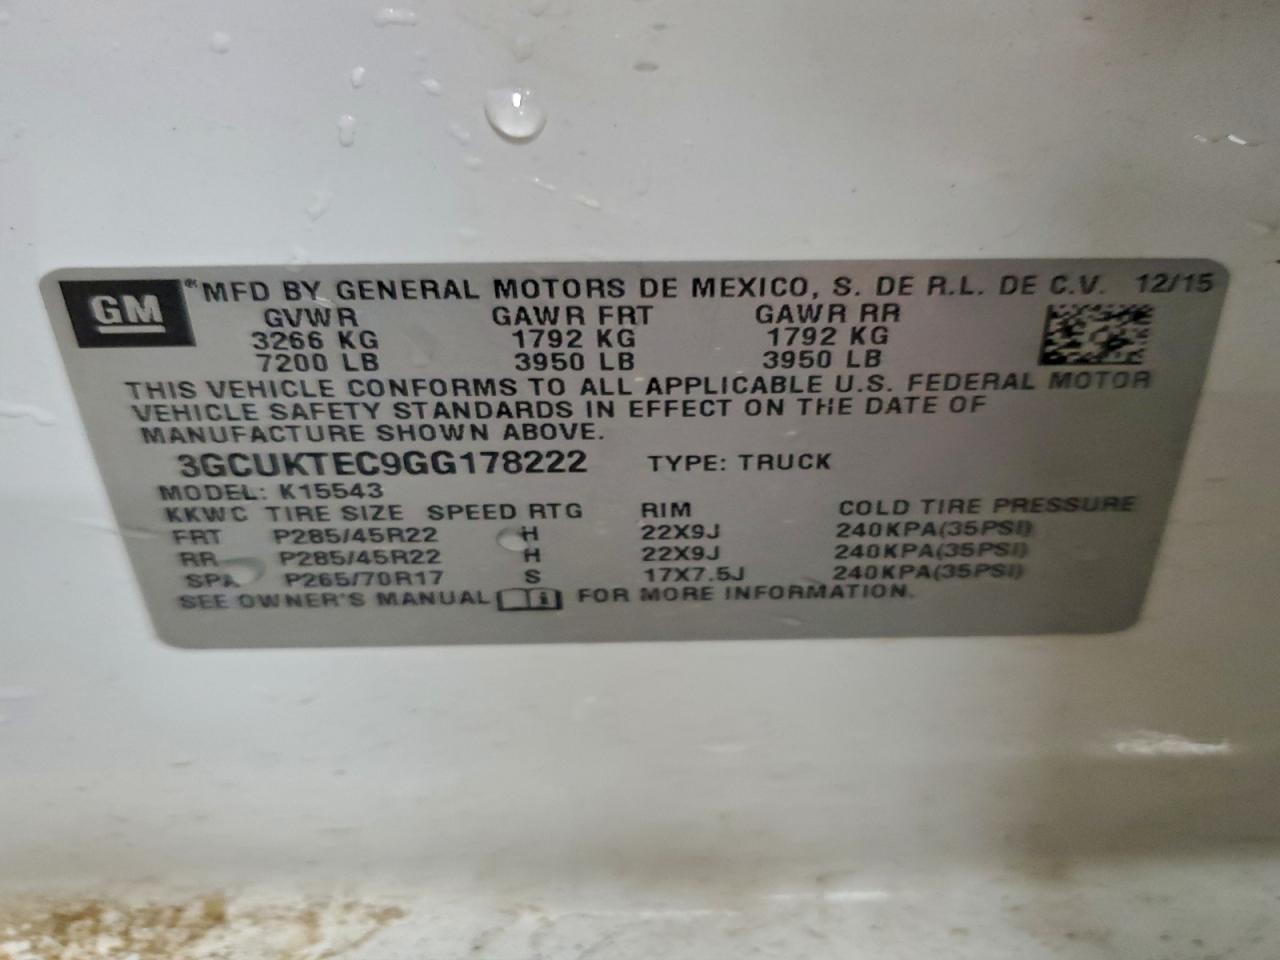 GM ® MFD BY GENERAL MOTORS DE MEXICO, S. DE R.L. DE C.V. 12/15
GVWR GAWR FRT GAWR RR
3266 KG 1792 KG 1792 KG
7200 LB 3950 LB 3950 LB
THIS VEHICLE CONFORMS TO ALL APPLICABLE U.S. FEDERAL MOTOR
VEHICLE SAFETY STANDARDS IN EFFECT ON THE DATE OF
MANUFACTURE SHOWN ABOVE.
3GCUKTEC9GG178222 TYPE: TRUCK
MODEL: K15543
KKWC TIRE SIZE SPEED RTG RIM COLD TIRE PRESSURE
FRT P285/45R22 H 22X9J 240KPA(35PSI)
RR P285/45R22 H 22X9J 240KPA(35PSI)
SPA P265/70R17 S 17X7.5J 240KPA(35PSI)
SEE OWNER'S MANUAL i FOR MORE INFORMATION.